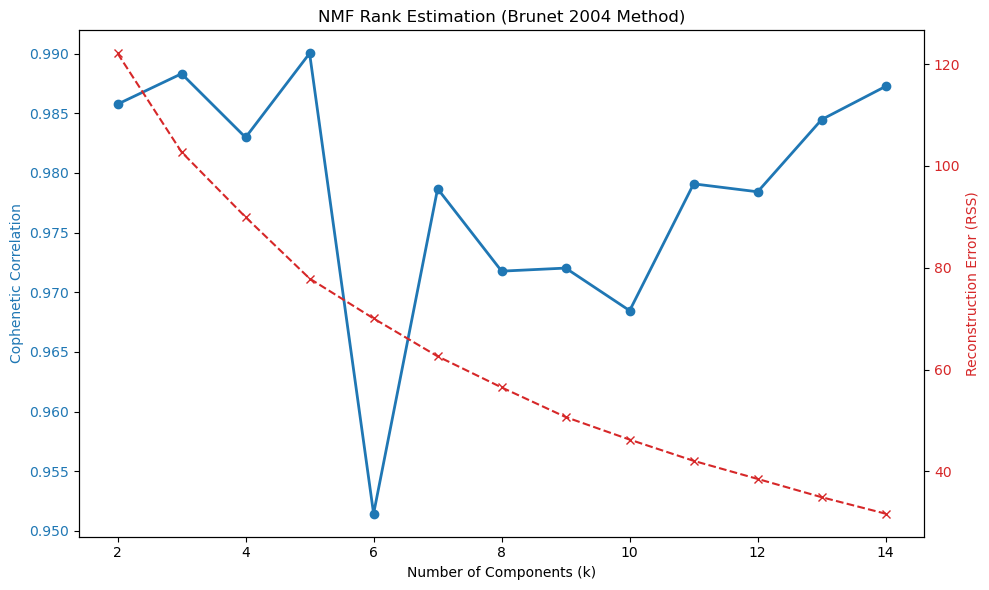 NMF Rank Estimation (Brunet 2004 Method)
Cophenetic Correlation
0.990
0.985
0.980
0.975
0.970
0.965
0.960
0.955
0.950
120
100
80
60
40
Reconstruction Error (RSS)
2 4 6 8 10 12 14
Number of Components (k)